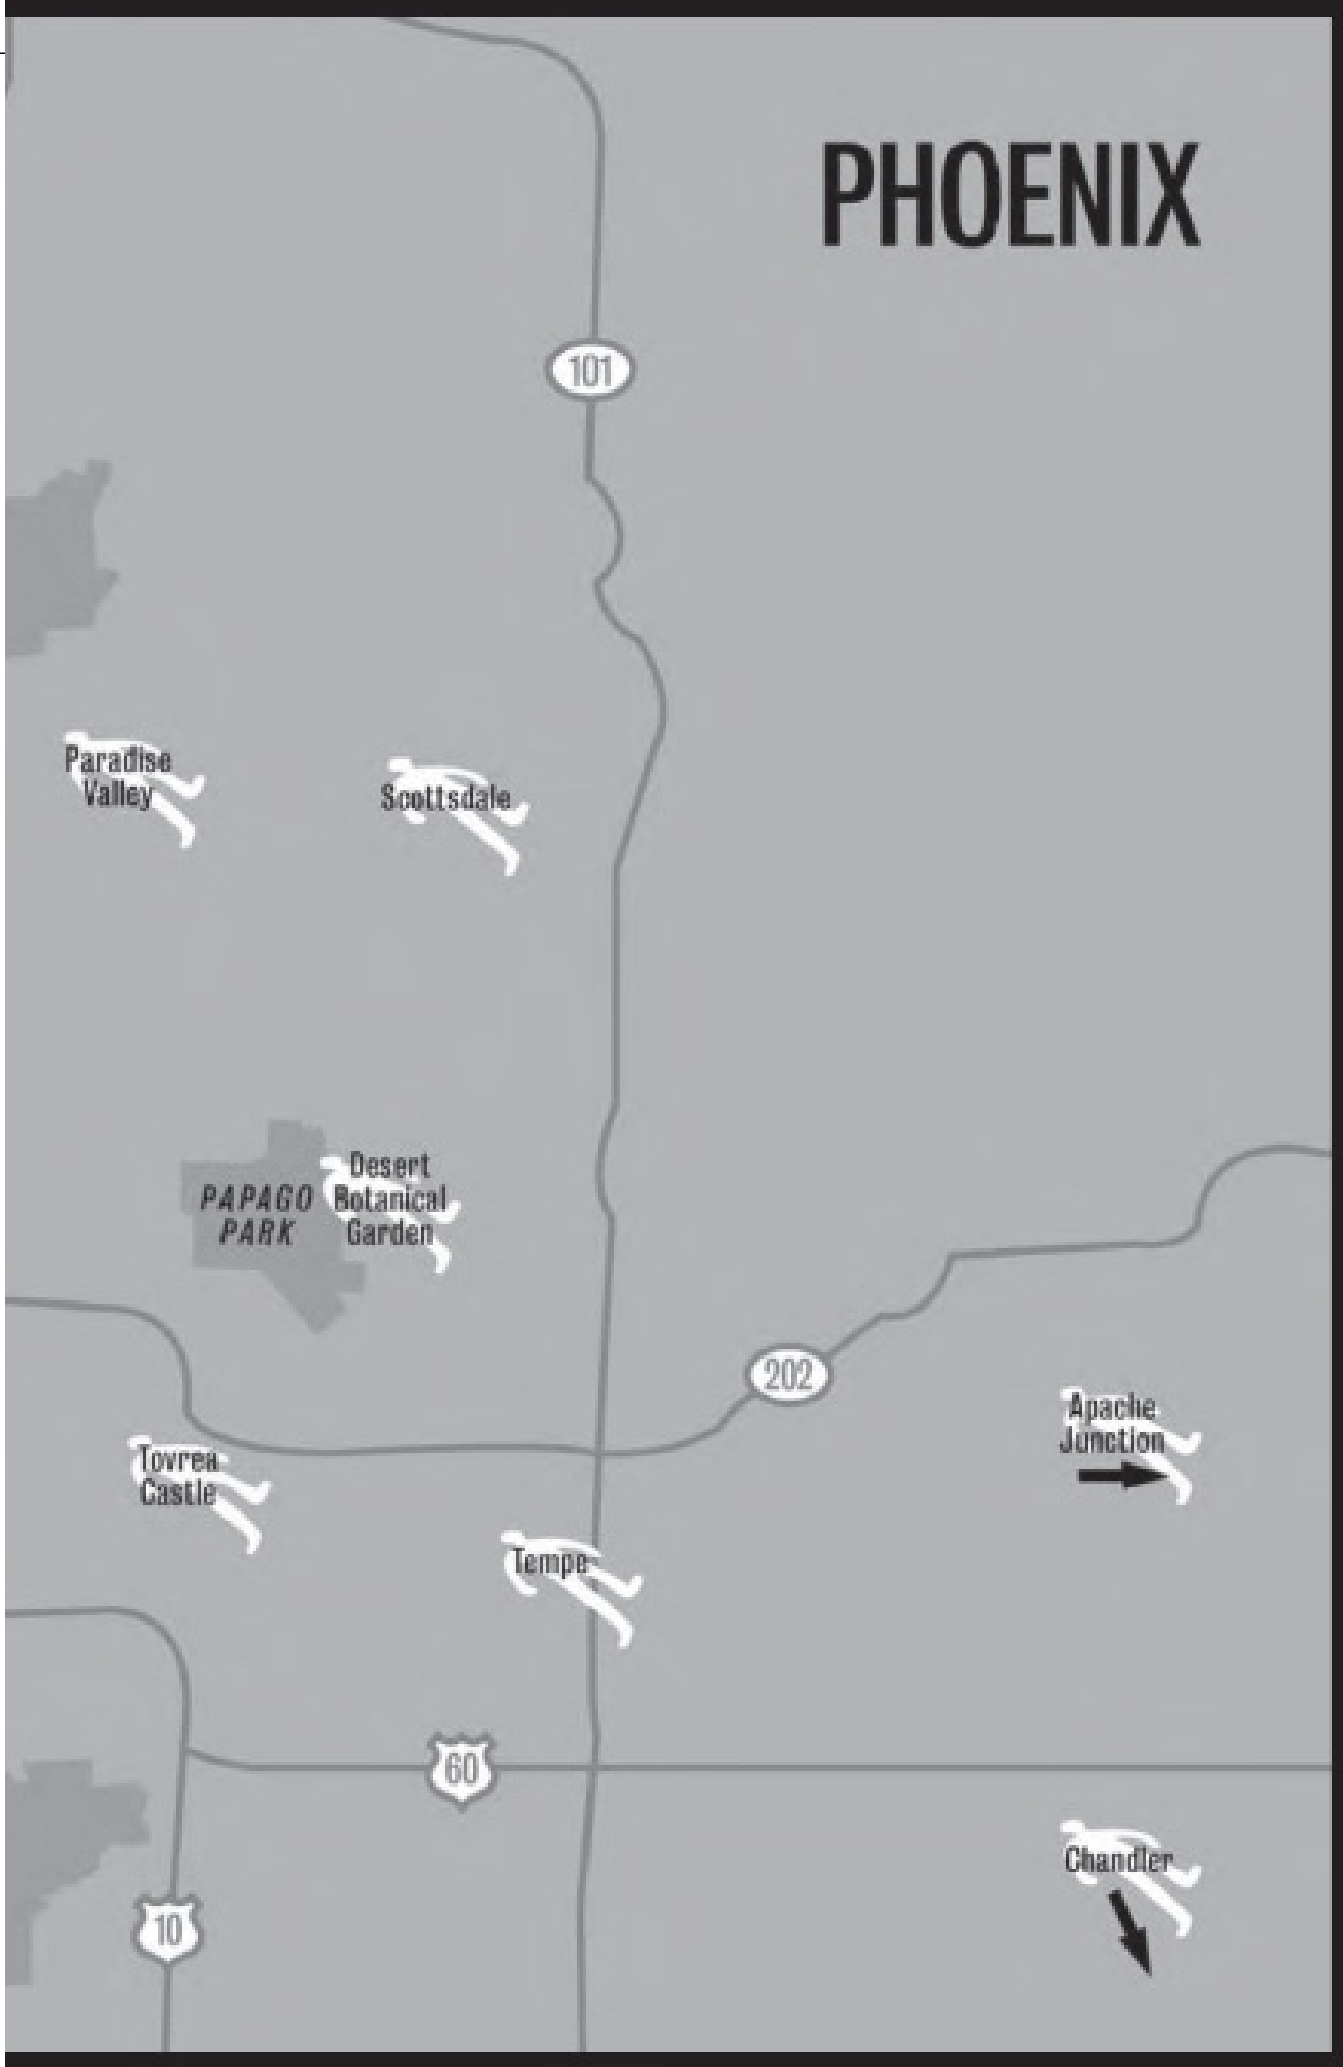 PHOENIX
101
Paradise
Valley
Scottsdale
Desert
Botanical
Garden
PAPAGO
PARK
202
Apache
Junction
Tovrea
Castle
Tempe
60
Chandler
10